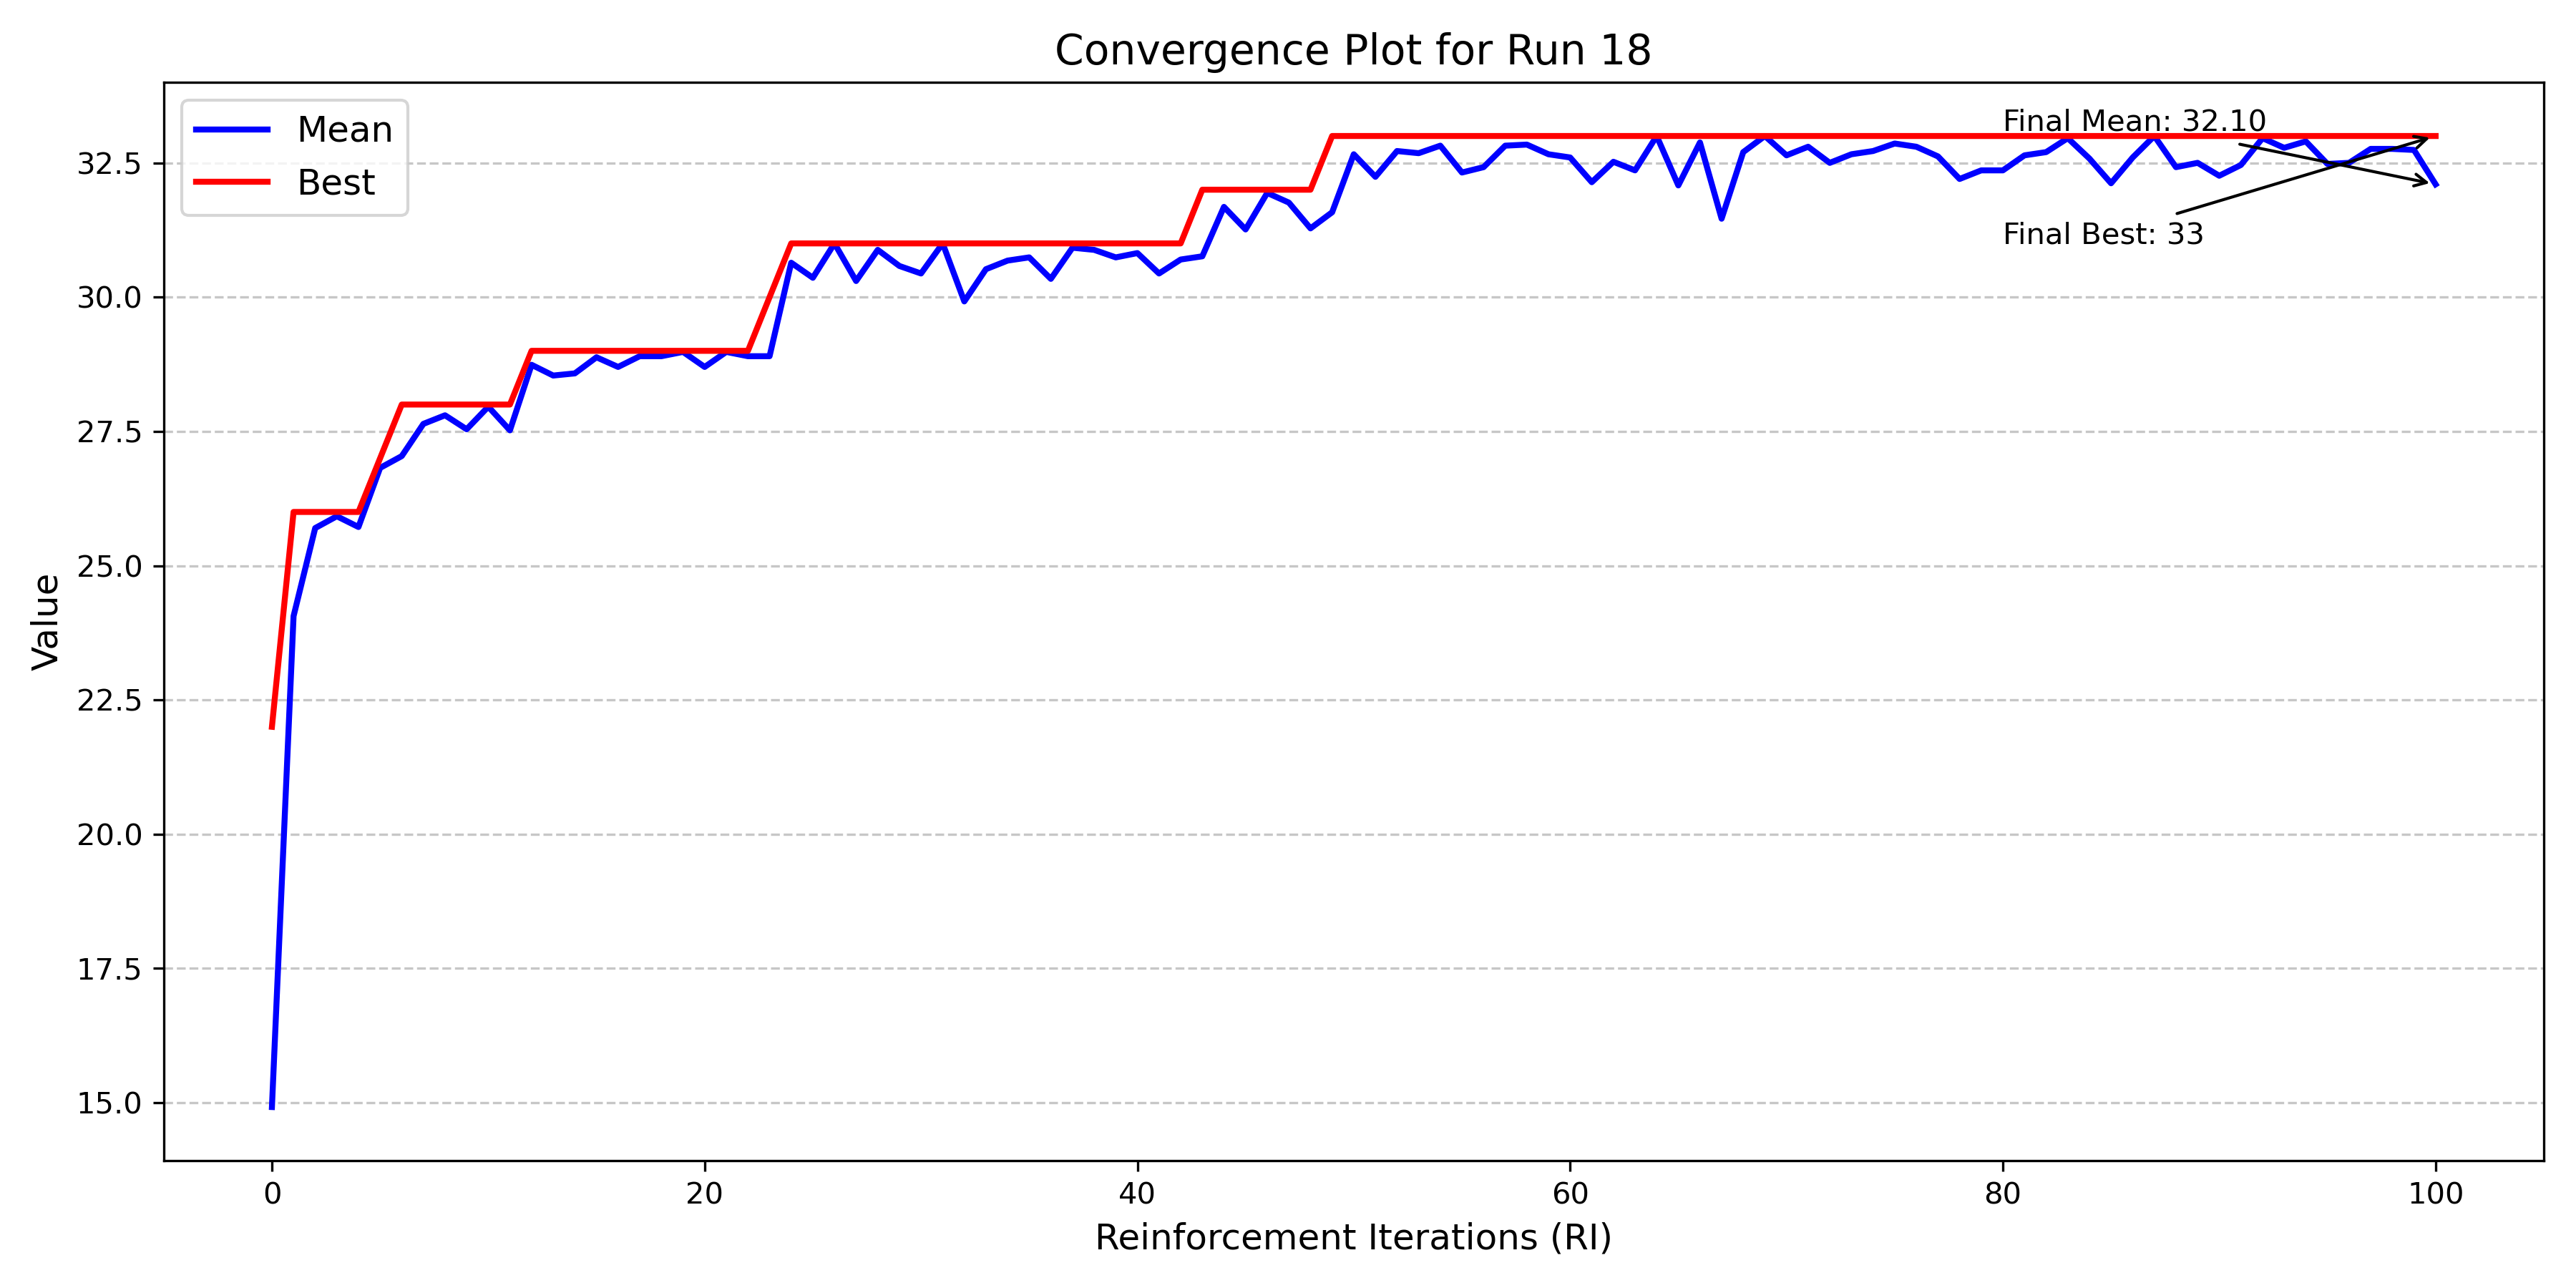 Convergence Plot for Run 18
Mean
Best
Final Mean: 32.10
Final Best: 33
Value
32.5
30.0
27.5
25.0
22.5
20.0
17.5
15.0
0 20 40 60 80 100
Reinforcement Iterations (RI)